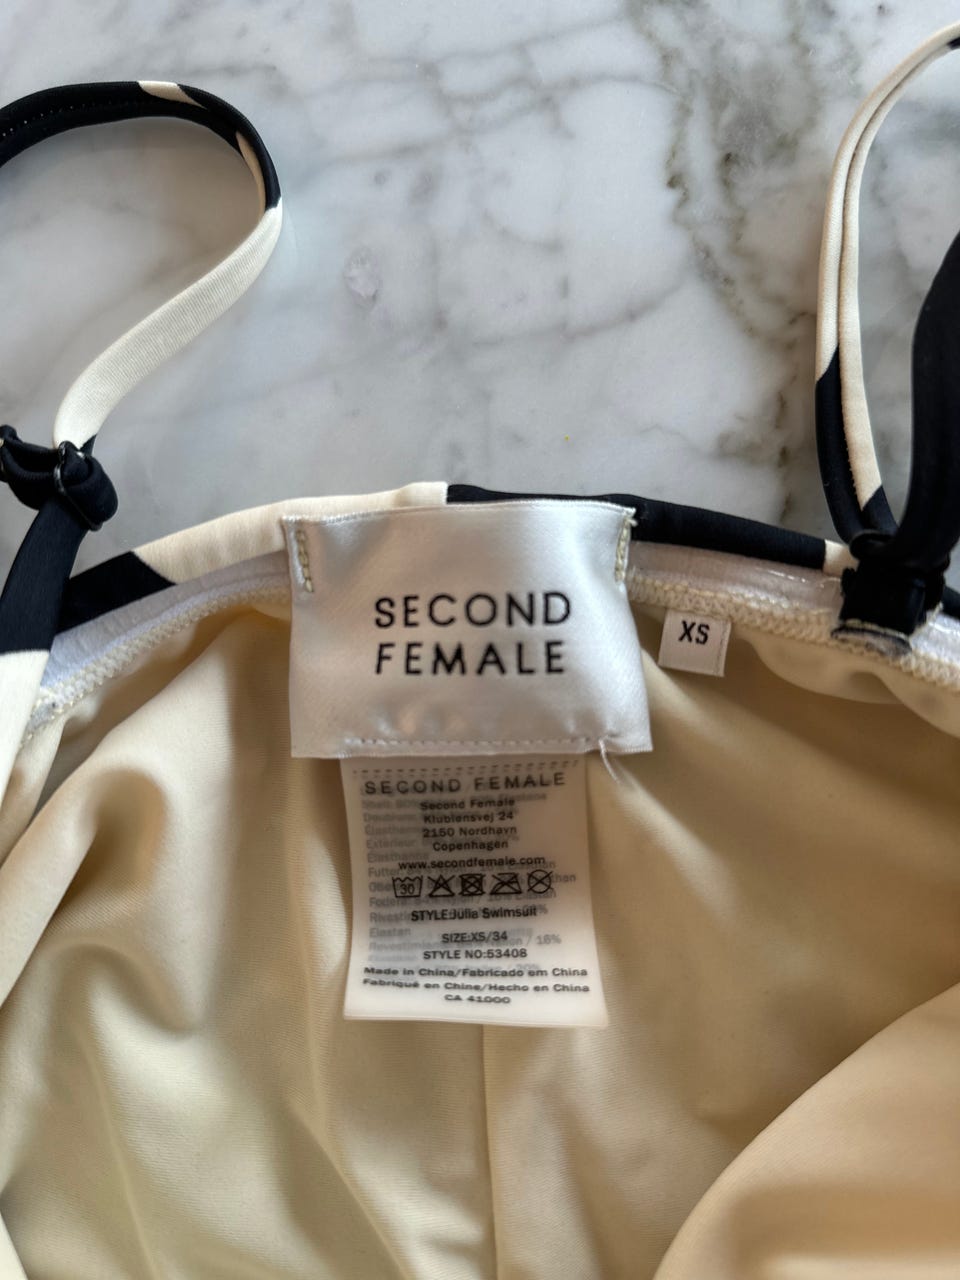 SECOND
FEMALE
XS
SECOND FEMALE
Second Female
Klubiensvej 24
2150 Nordhavn
Copenhagen
www.secondfemale.com
30
STYLE:Julia Swimsuit
SIZE:XS/34
STYLE NO:53408
Made in China/Fabricado em China
Fabriqué en Chine/Hecho en China
CA 41000